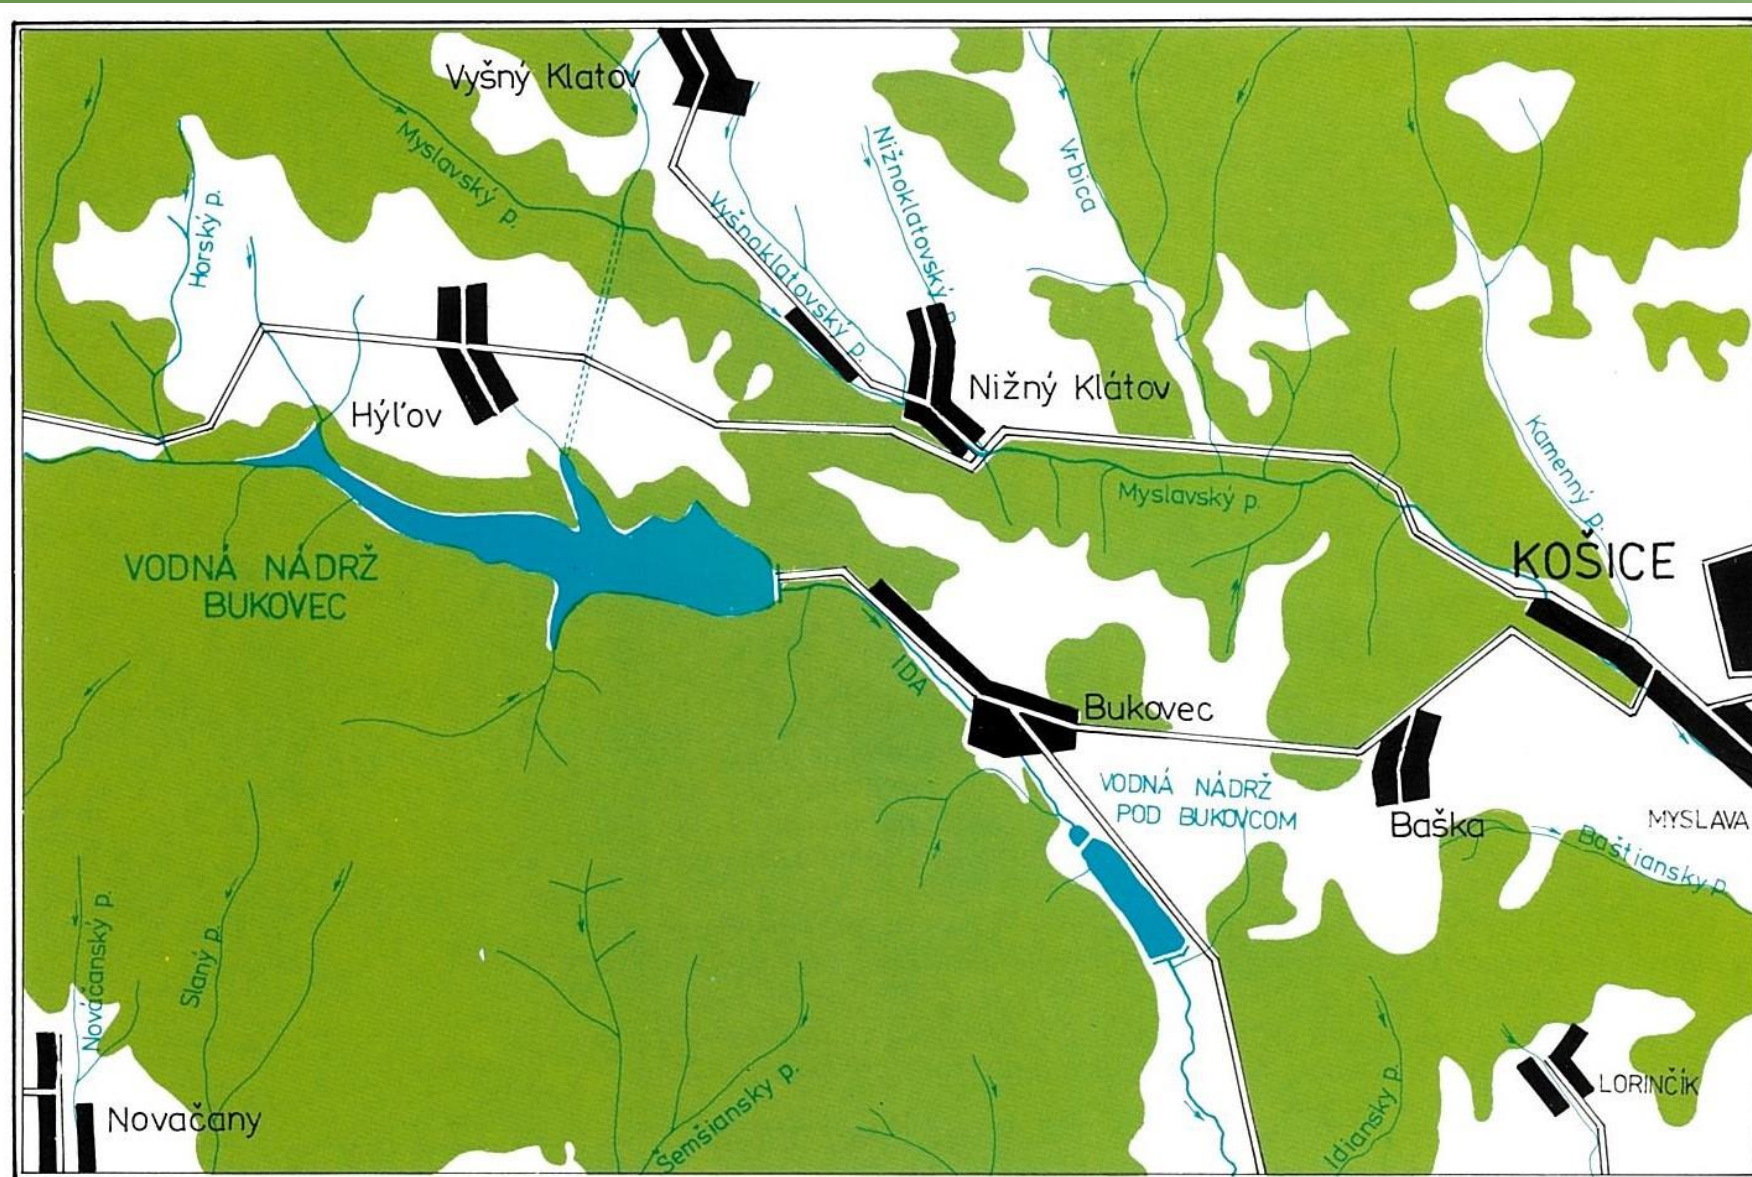 Vyšný Klatov
Myslavský p.
Horský p.
Vyšnoklatovský p.
Nižnoklatovský p.
Vrbica
Hýľov
Nižný Klátov
Myslavský p.
Kamenný p.
KOŠICE
VODNÁ NÁDRŽ
BUKOVEC
IDA
Bukovec
VODNÁ NÁDRŽ
POD BUKOVCOM
Baška
MYSLAVA
Baštiansky p.
Nováčanský p.
Slaný p.
Šemšiansky p.
Idiansky p.
LORINČÍK
Novačany